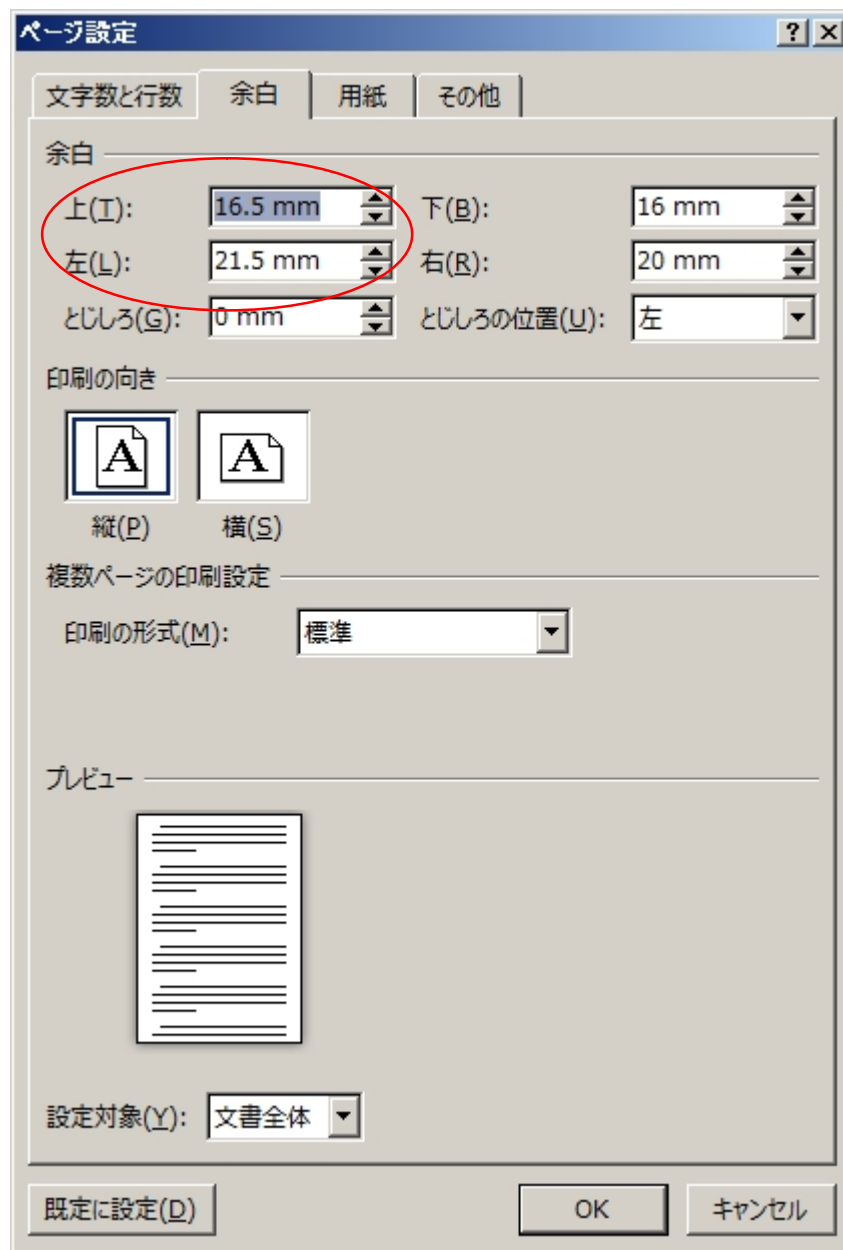 ページ設定
文字数と行数 余白 用紙 その他
余白
上(T): 16.5 mm 下(B): 16 mm
左(L): 21.5 mm 右(R): 20 mm
とじしろ(G): 0 mm とじしろの位置(U): 左
印刷の向き
A A
縦(P) 横(S)
複数ページの印刷設定
印刷の形式(M): 標準
プレビュー
設定対象(Y): 文書全体
既定に設定(D) OK キャンセル